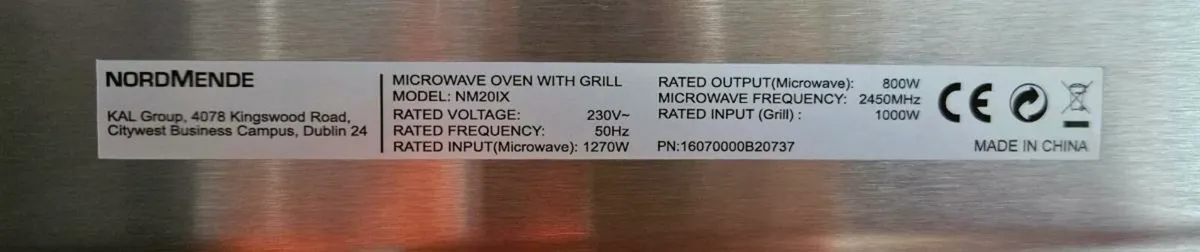 NORDMENDE
KAL Group, 4078 Kingswood Road,
Citywest Business Campus, Dublin 24
MICROWAVE OVEN WITH GRILL
MODEL: NM20IX
RATED VOLTAGE: 230V~
RATED FREQUENCY: 50Hz
RATED INPUT(Microwave): 1270W
RATED OUTPUT(Microwave): 800W
MICROWAVE FREQUENCY: 2450MHz
RATED INPUT (Grill) : 1000W
PN:16070000B20737
CE
MADE IN CHINA